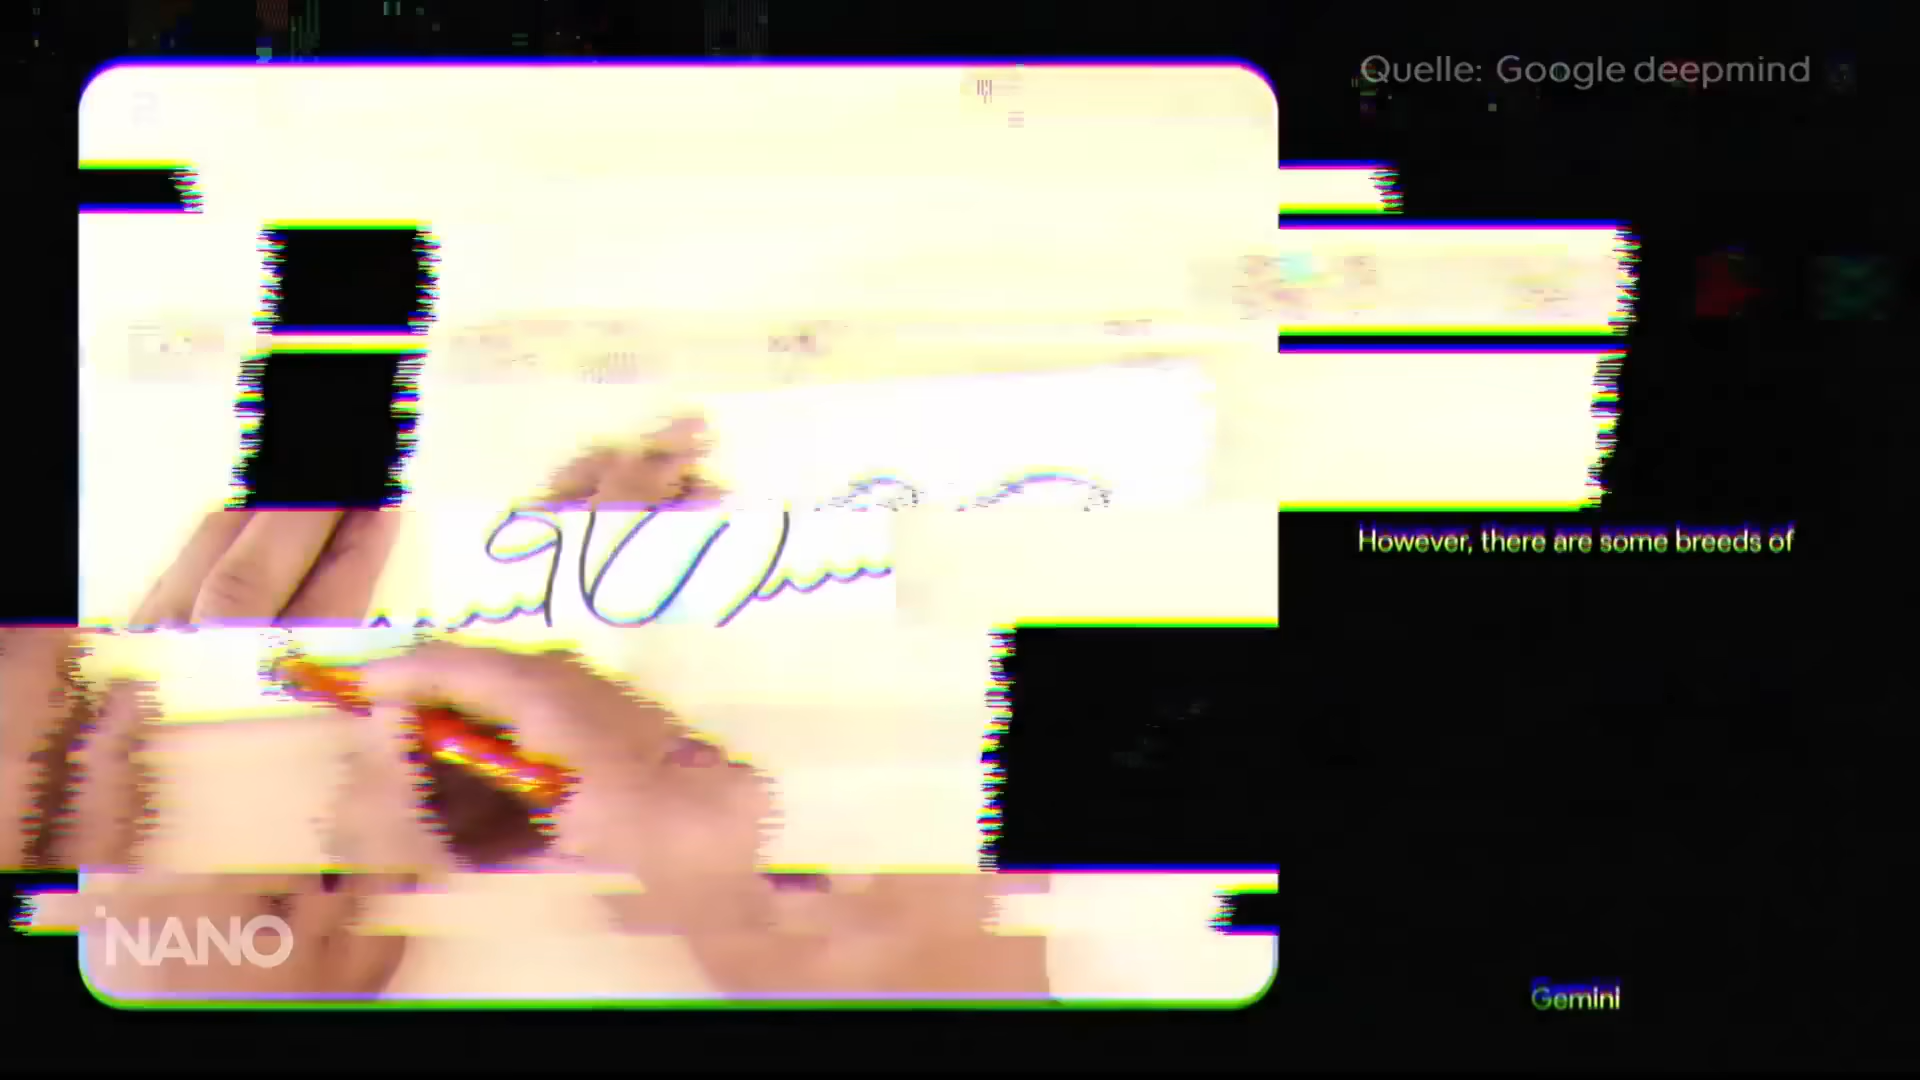 Quelle: Google deepmind
However, there are some breeds of
NANO
Gemini